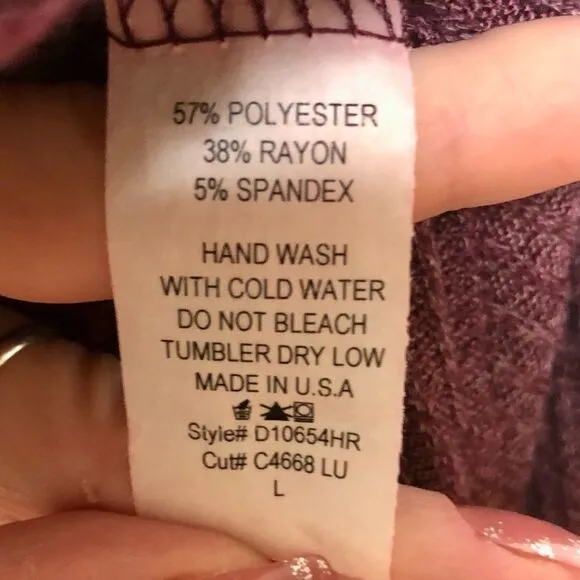 57% POLYESTER
38% RAYON
5% SPANDEX
HAND WASH
WITH COLD WATER
DO NOT BLEACH
TUMBLER DRY LOW
MADE IN U.S.A
Style# D10654HR
Cut# C4668 LU
L